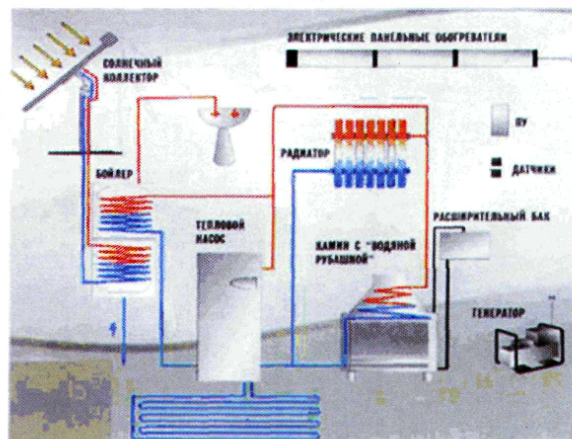 ЭЛЕКТРИЧЕСКИЕ ПАНЕЛЬНЫЕ ОБОГРЕВАТЕЛИ
СОЛНЕЧНЫЙ
КОЛЛЕКТОР
ПУ
БОЙЛЕР
РАДИАТОР
ДАТЧИКИ
ТЕПЛОВОЙ
НАСОС
КАМИН С "ВОДЯНОЙ
РУБАШКОЙ"
РАСШИРИТЕЛЬНЫЙ БАК
ГЕНЕРАТОР